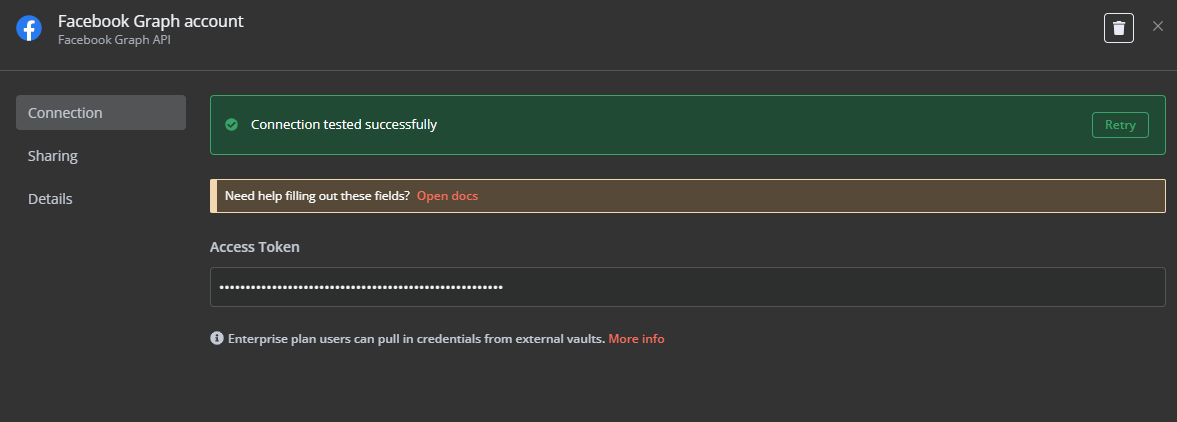 Facebook Graph account
Facebook Graph API
Connection
Sharing
Details
Connection tested successfully
Retry
Need help filling out these fields? Open docs
Access Token
Enterprise plan users can pull in credentials from external vaults. More info